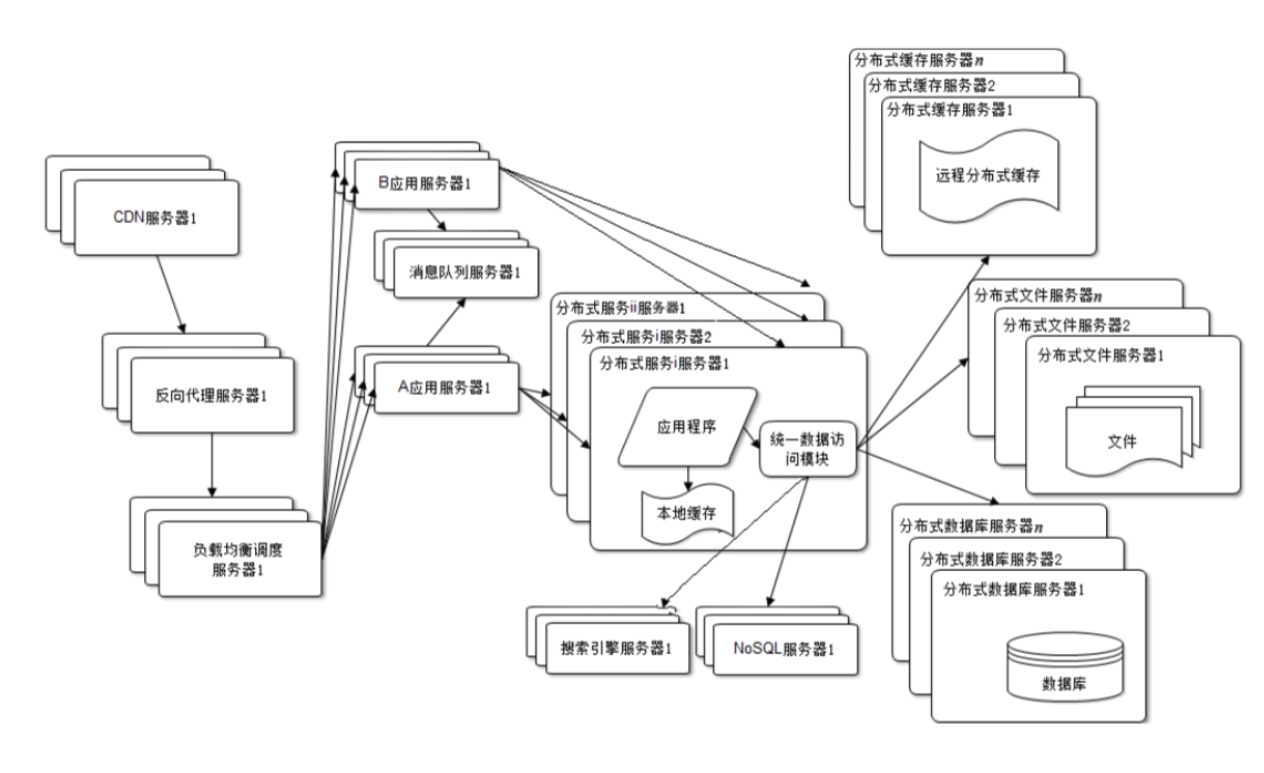 CDN服务器1
反向代理服务器1
负载均衡调度
服务器1
B应用服务器1
消息队列服务器1
A应用服务器1
分布式服务ii服务器1
分布式服务i服务器2
分布式服务i服务器1
应用程序
统一数据访
问模块
本地缓存
搜索引擎服务器1
NoSQL服务器1
分布式缓存服务器n
分布式缓存服务器2
分布式缓存服务器1
远程分布式缓存
分布式文件服务器n
分布式文件服务器2
分布式文件服务器1
文件
分布式数据库服务器n
分布式数据库服务器2
分布式数据库服务器1
数据库